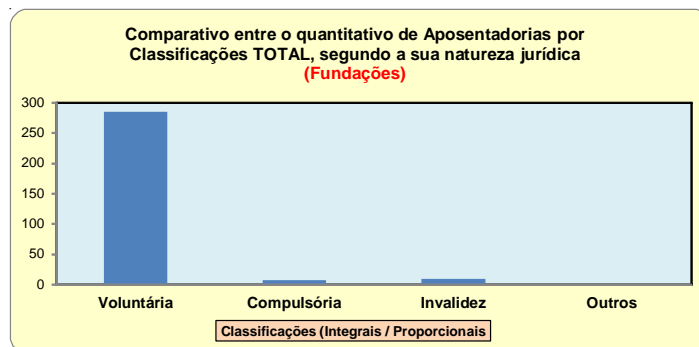 Comparativo entre o quantitativo de Aposentadorias por
Classificações TOTAL, segundo a sua natureza jurídica
(Fundações)
300
250
200
150
100
50
0
Voluntária Compulsória Invalidez Outros
Classificações (Integrais / Proporcionais